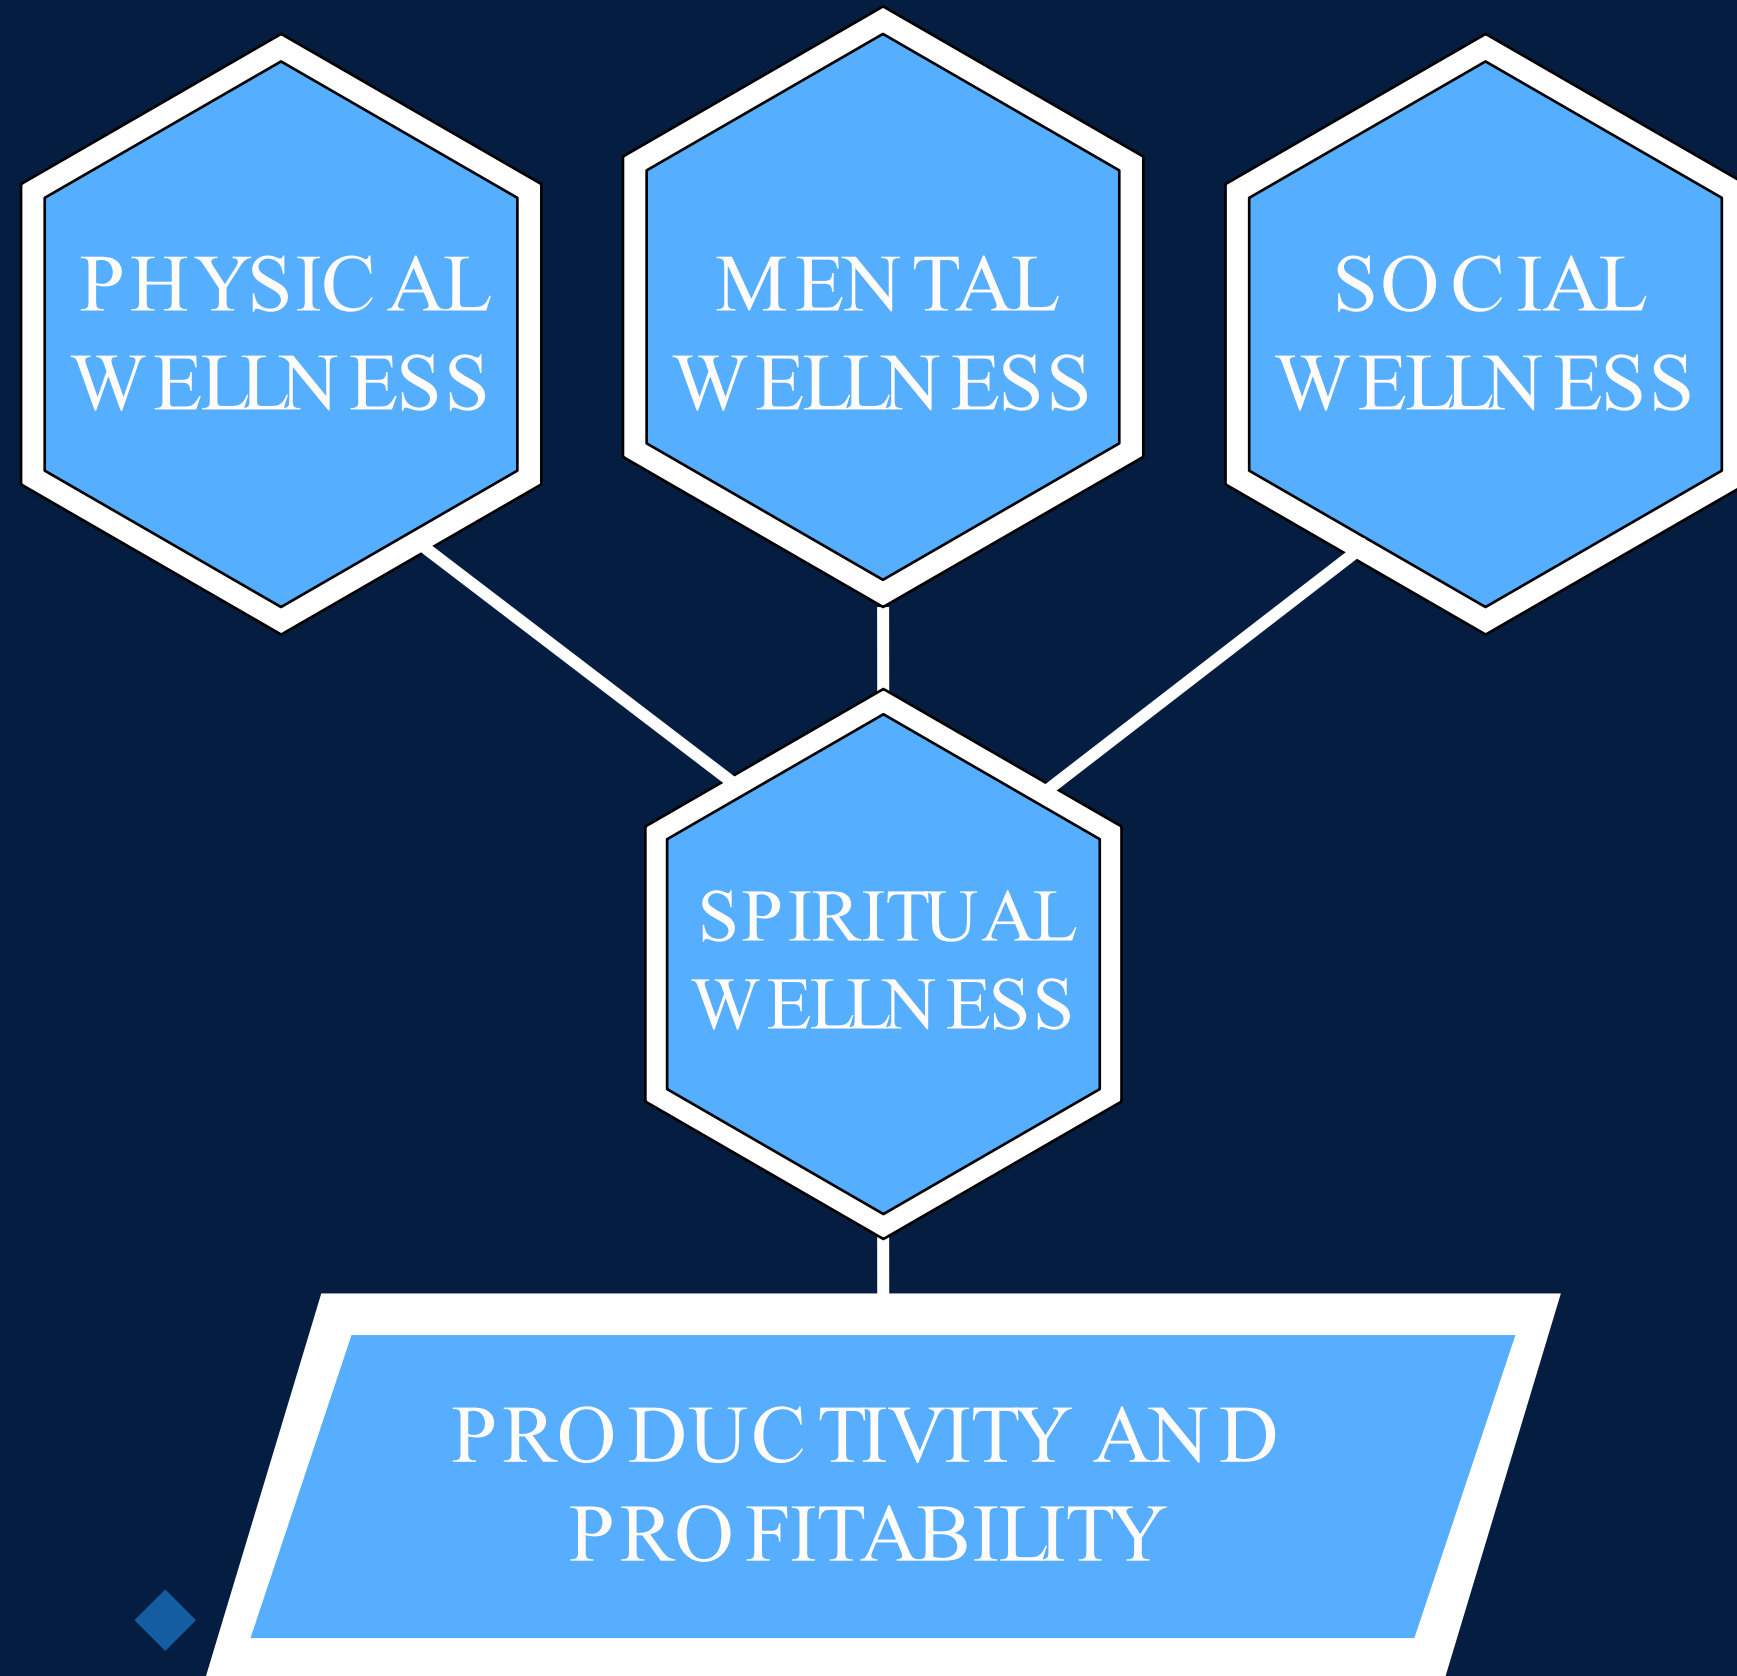 PHYSICAL
WELLNESS
MENTAL
WELLNESS
SOCIAL
WELLNESS
SPIRITUAL
WELLNESS
PRODUCTIVITY AND
PROFITABILITY